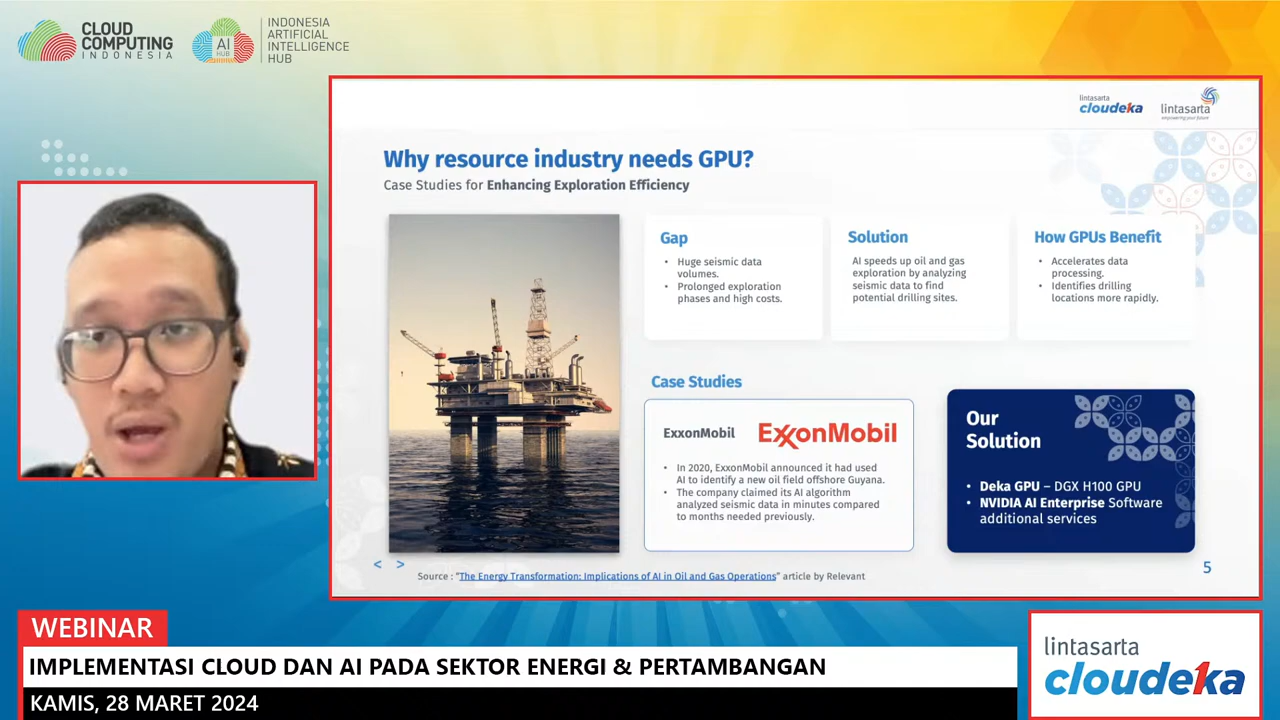 CLOUD
COMPUTING
INDONESIA
AI
HUB
INDONESIA
ARTIFICIAL
INTELLIGENCE
HUB
lintasarta
cloudeka
lintasarta
empowering your future
Why resource industry needs GPU?
Case Studies for Enhancing Exploration Efficiency
Gap
• Huge seismic data
volumes.
• Prolonged exploration
phases and high costs.
Solution
AI speeds up oil and gas
exploration by analyzing
seismic data to find
potential drilling sites.
How GPUs Benefit
• Accelerates data
processing.
• Identifies drilling
locations more rapidly.
Case Studies
ExxonMobil
ExxonMobil
• In 2020, ExxonMobil announced it had used
AI to identify a new oil field offshore Guyana.
• The company claimed its AI algorithm
analyzed seismic data in minutes compared
to months needed previously.
Our
Solution
• Deka GPU – DGX H100 GPU
• NVIDIA AI Enterprise Software
additional services
< >
Source : "The Energy Transformation: Implications of AI in Oil and Gas Operations" article by Relevant
5
WEBINAR
IMPLEMENTASI CLOUD DAN AI PADA SEKTOR ENERGI & PERTAMBANGAN
KAMIS, 28 MARET 2024
lintasarta
cloudeka